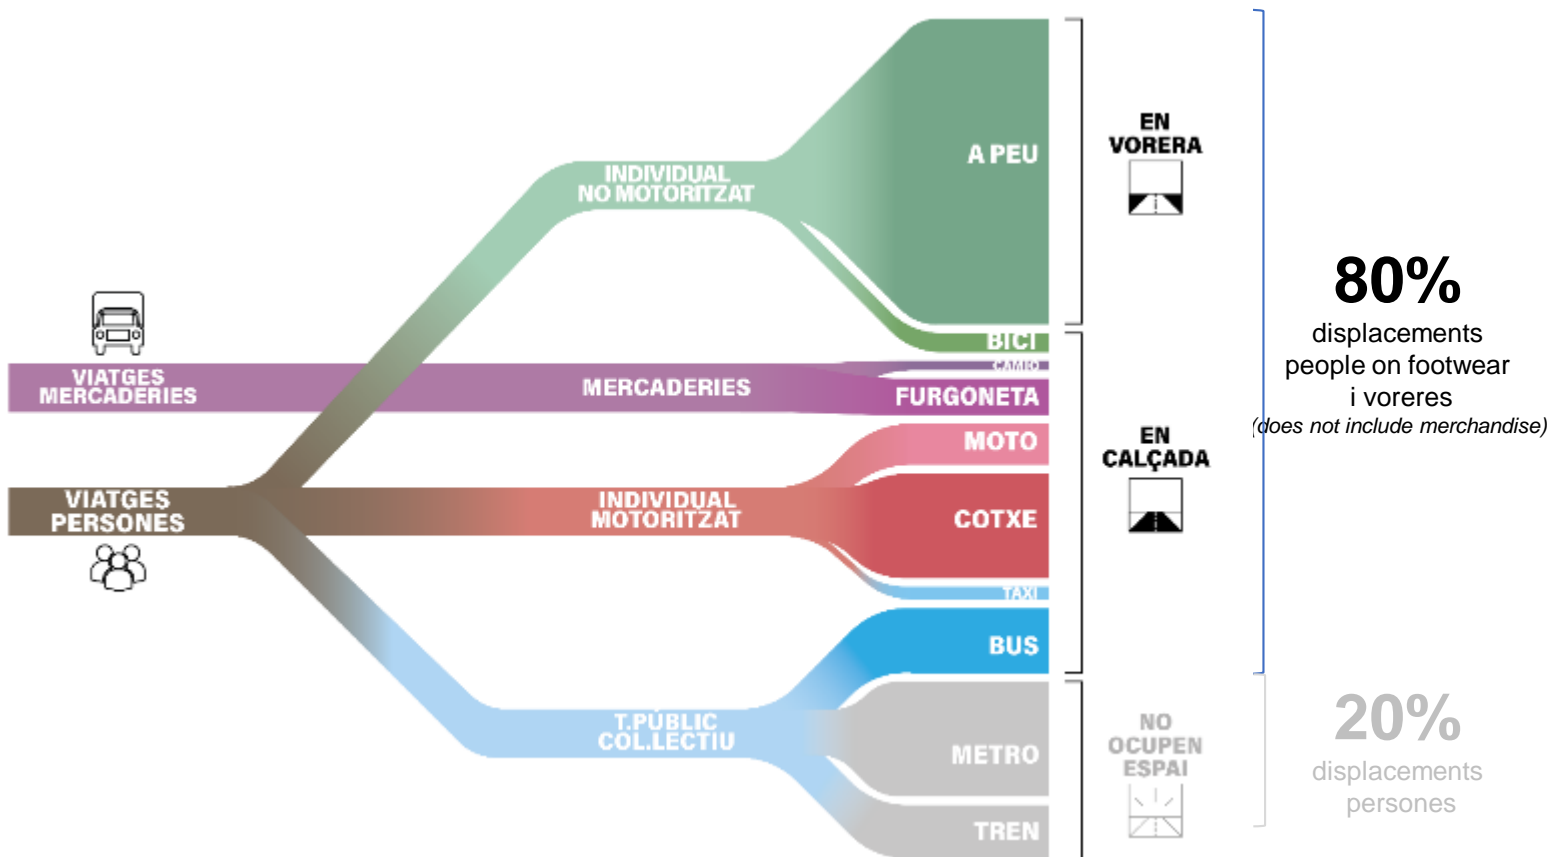 VIATGES
MERCADERIES
VIATGES
PERSONES
INDIVIDUAL
NO MOTORITZAT
MERCADERIES
INDIVIDUAL
MOTORITZAT
T.PÚBLIC
COL.LECTIU
A PEU
BICI
CAMIÓ
FURGONETA
MOTO
COTXE
TAXI
BUS
METRO
TREN
EN
VORERA
EN
CALÇADA
NO
OCUPEN
ESPAI
80%
displacements
people on footwear
i voreres
(does not include merchandise)
20%
displacements
persones